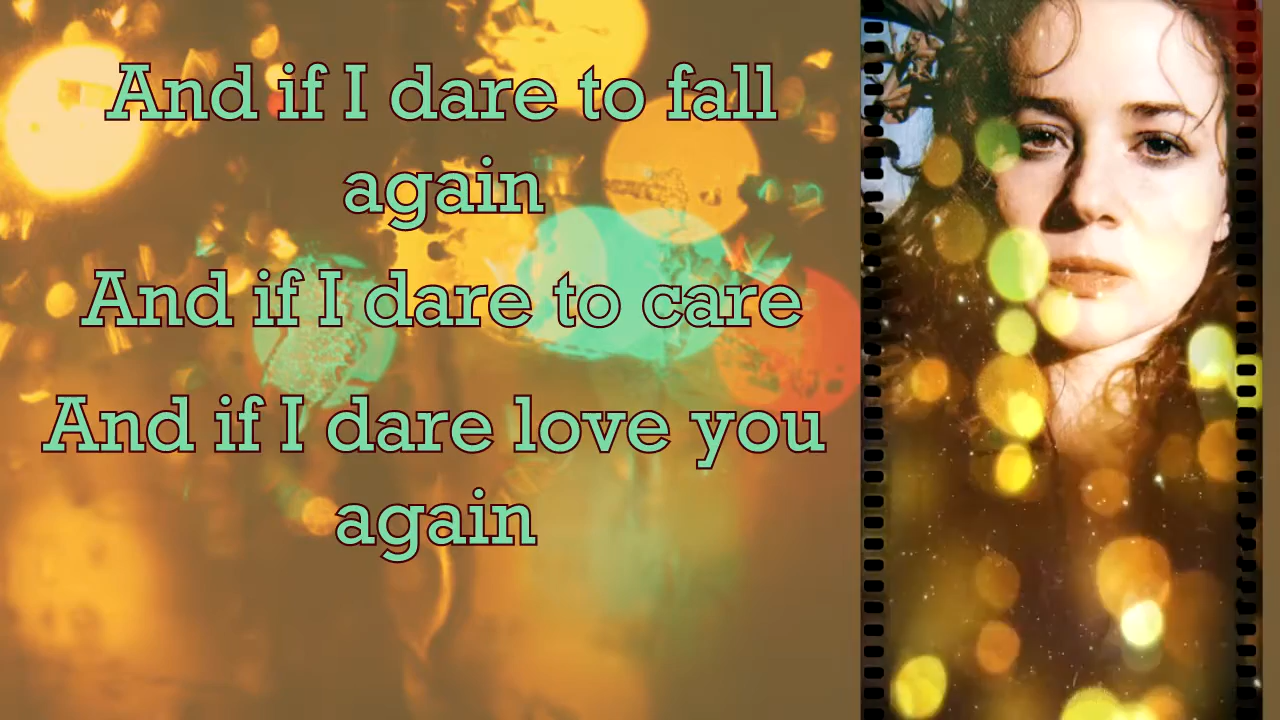 And if I dare to fall
again
And if I dare to care
And if I dare love you
again